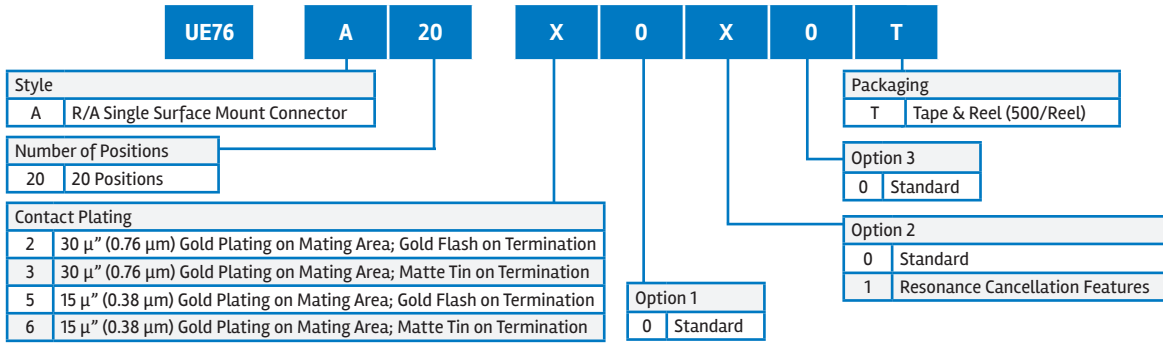 UE76 A 20 X 0 X 0 T
Style
A R/A Single Surface Mount Connector
Number of Positions
20 20 Positions
Contact Plating
2 30 µ” (0.76 µm) Gold Plating on Mating Area; Gold Flash on Termination
3 30 µ” (0.76 µm) Gold Plating on Mating Area; Matte Tin on Termination
5 15 µ” (0.38 µm) Gold Plating on Mating Area; Gold Flash on Termination
6 15 µ” (0.38 µm) Gold Plating on Mating Area; Matte Tin on Termination
Option 1
0 Standard
Packaging
T Tape & Reel (500/Reel)
Option 3
0 Standard
Option 2
0 Standard
1 Resonance Cancellation Features